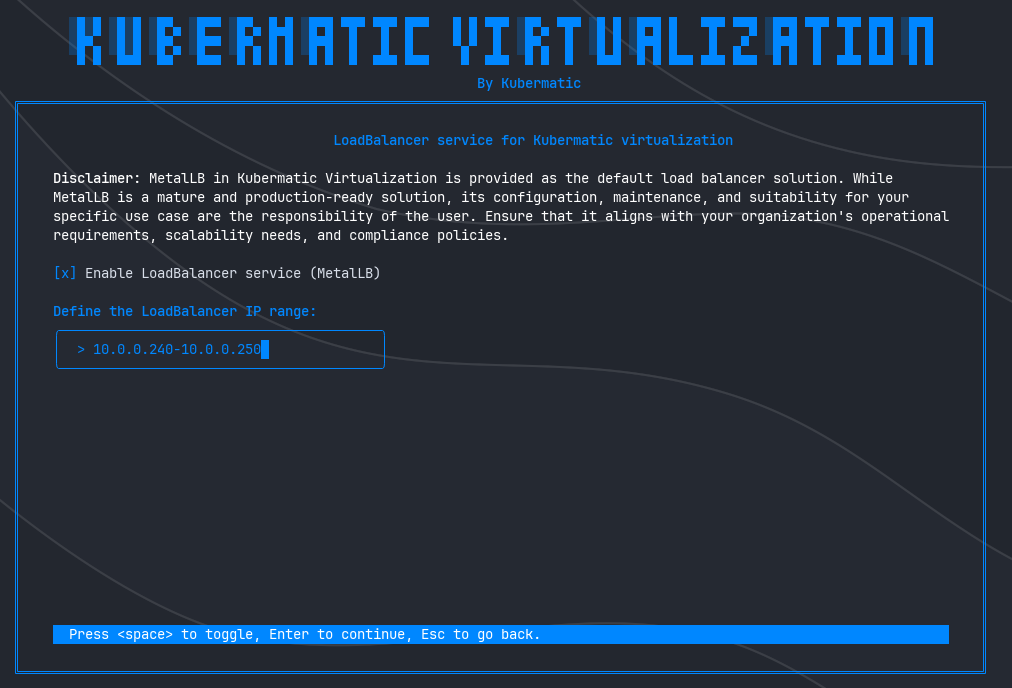 KUBERMATIC VIRTUALIZATION
By Kubermatic
LoadBalancer service for Kubermatic virtualization
Disclaimer: MetalLB in Kubermatic Virtualization is provided as the default load balancer solution. While
MetalLB is a mature and production-ready solution, its configuration, maintenance, and suitability for your
specific use case are the responsibility of the user. Ensure that it aligns with your organization's operational
requirements, scalability needs, and compliance policies.
[x] Enable LoadBalancer service (MetalLB)
Define the LoadBalancer IP range:
> 10.0.0.240-10.0.0.250
Press <space> to toggle, Enter to continue, Esc to go back.